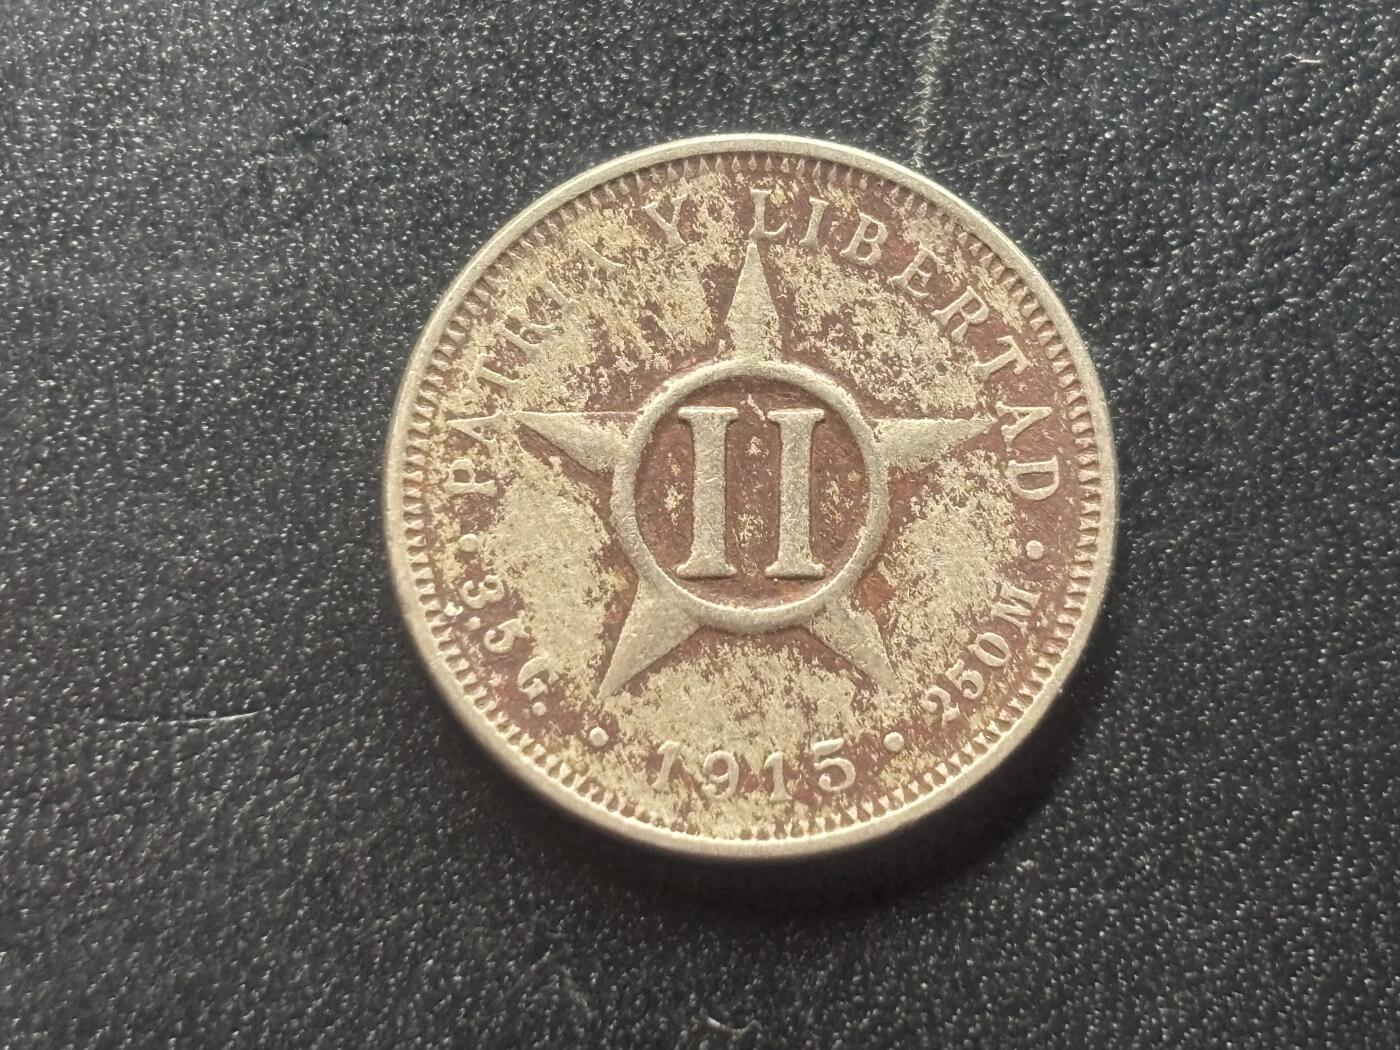 PATRIA Y LIBERTAD
II
• 3.5 G. • 1915 • 250 M •